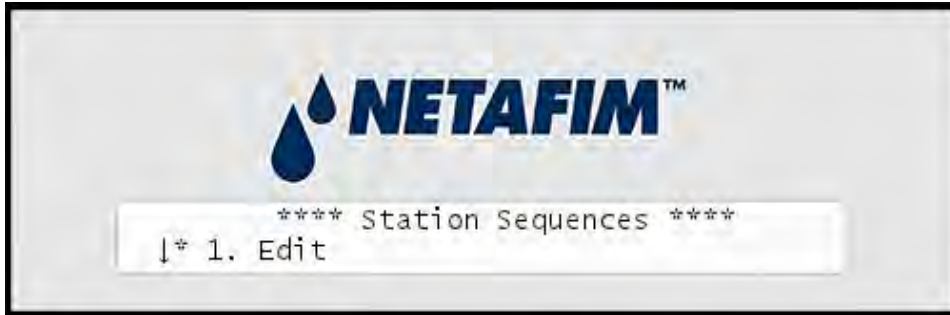 NETAFIM™
**** Station Sequences ****
↓* 1. Edit